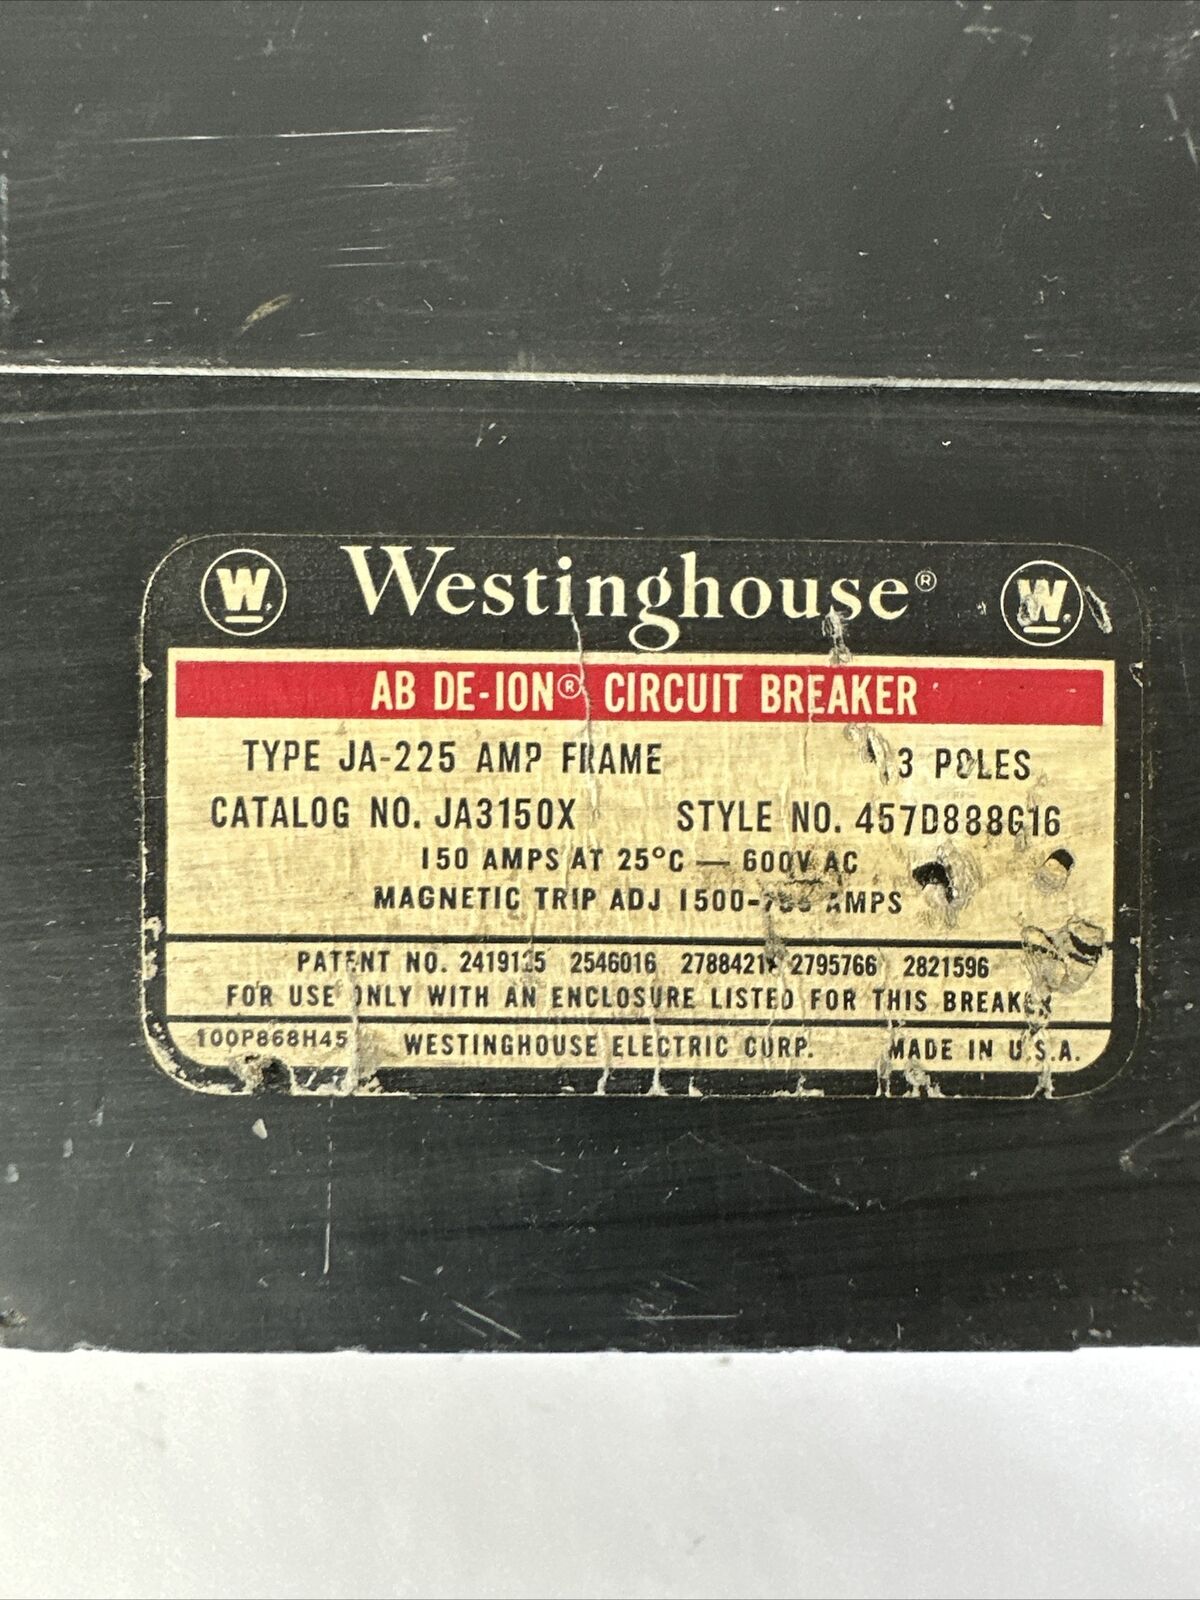 W Westinghouse® W
AB DE-ION® CIRCUIT BREAKER
TYPE JA-225 AMP FRAME 3 POLES
CATALOG NO. JA3150X STYLE NO. 457D888G16
150 AMPS AT 25°C — 600V AC
MAGNETIC TRIP ADJ 1500- AMPS
PATENT NO. 2546016 2788421 2795766 2821596
FOR USE ONLY WITH AN ENCLOSURE LISTED FOR THIS BREAKER
100P868H45 WESTINGHOUSE ELECTRIC CORP. MADE IN U.S.A.